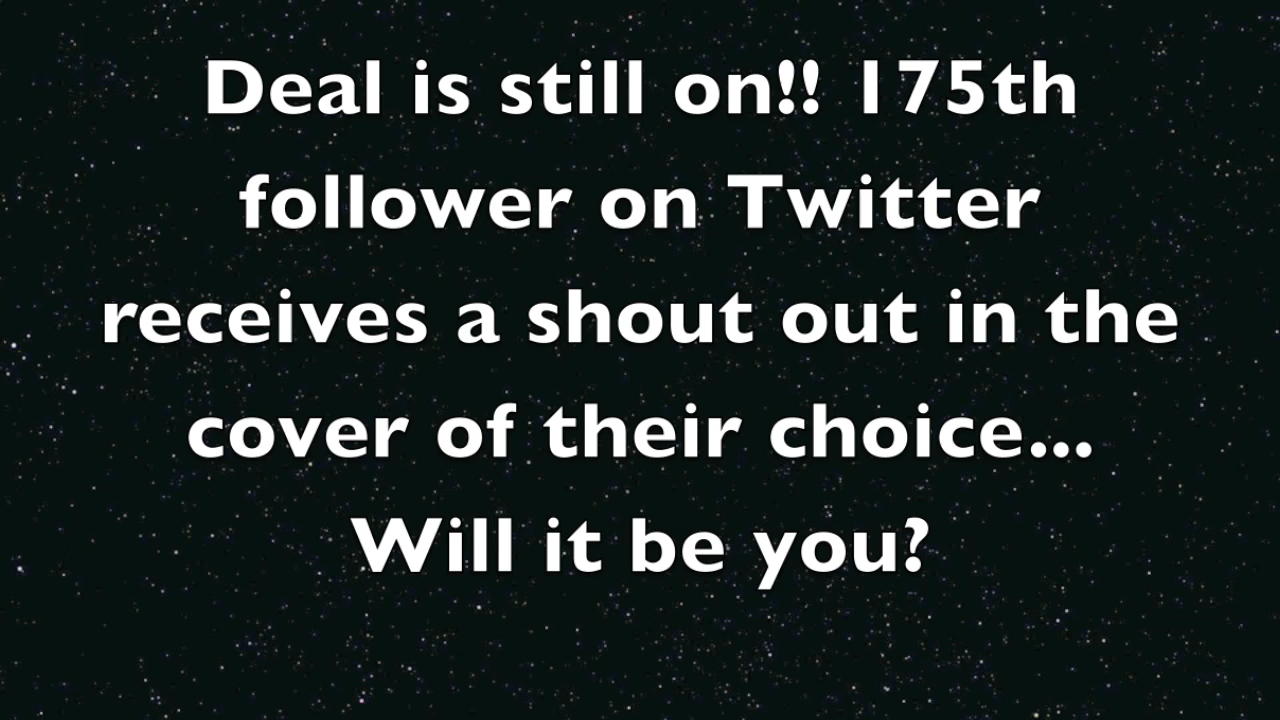 Deal is still on!! 175th
follower on Twitter
receives a shout out in the
cover of their choice...
Will it be you?